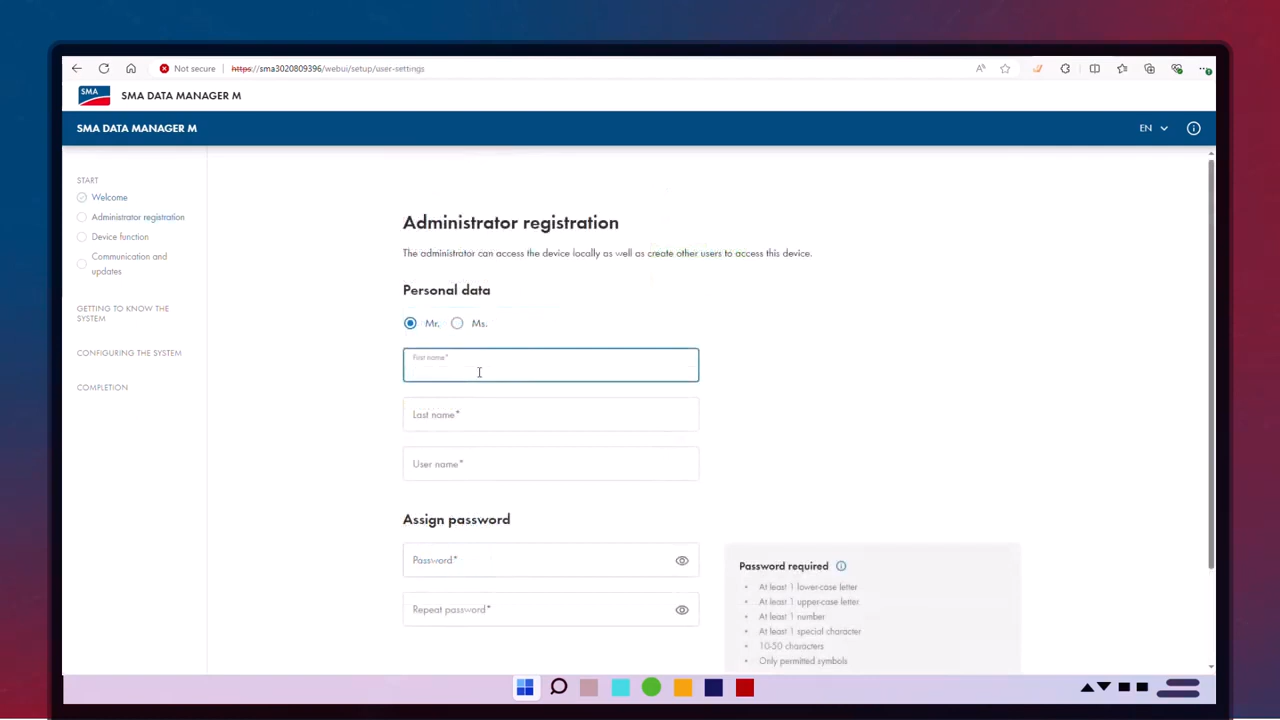 Not secure
https://sma3020809396/webui/setup/user-settings
SMA
SMA DATA MANAGER M
SMA DATA MANAGER M
EN
START
Welcome
Administrator registration
Device function
Communication and
updates
GETTING TO KNOW THE
SYSTEM
CONFIGURING THE SYSTEM
COMPLETION
Administrator registration
The administrator can access the device locally as well as create other users to access this device.
Personal data
Mr.
Ms.
First name*
Last name*
User name*
Assign password
Password*
Repeat password*
Password required
• At least 1 lower-case letter
• At least 1 upper-case letter
• At least 1 number
• At least 1 special character
• 10-50 characters
• Only permitted symbols